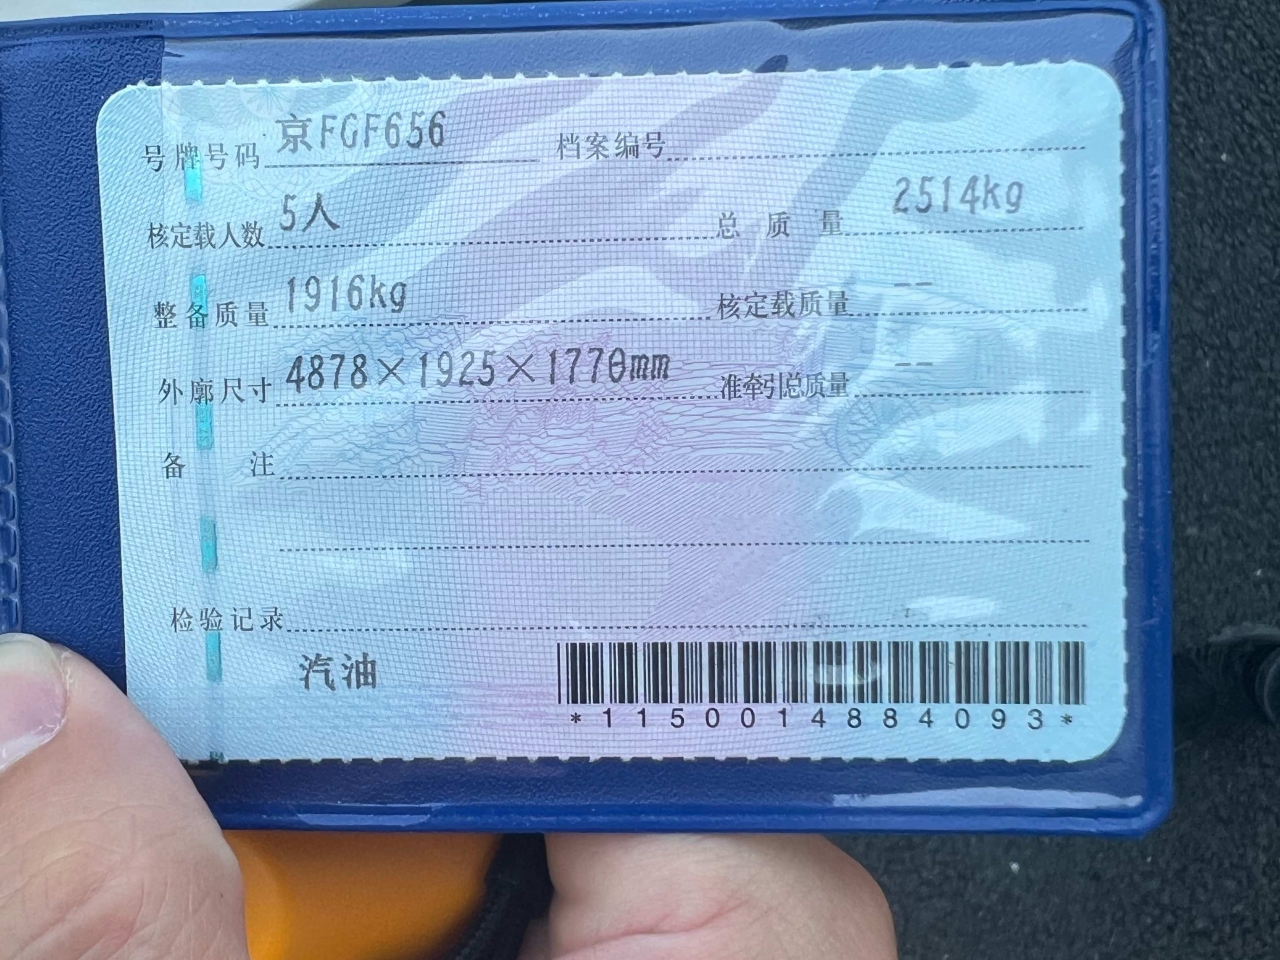 号牌号码 京FGF656 档案编号
核定载人数 5人 总质量 2514kg
整备质量 1916kg 核定载质量 --
外廓尺寸 4878×1925×1770mm 准牵引总质量 --
备注
检验记录
汽油
*1150014884093*